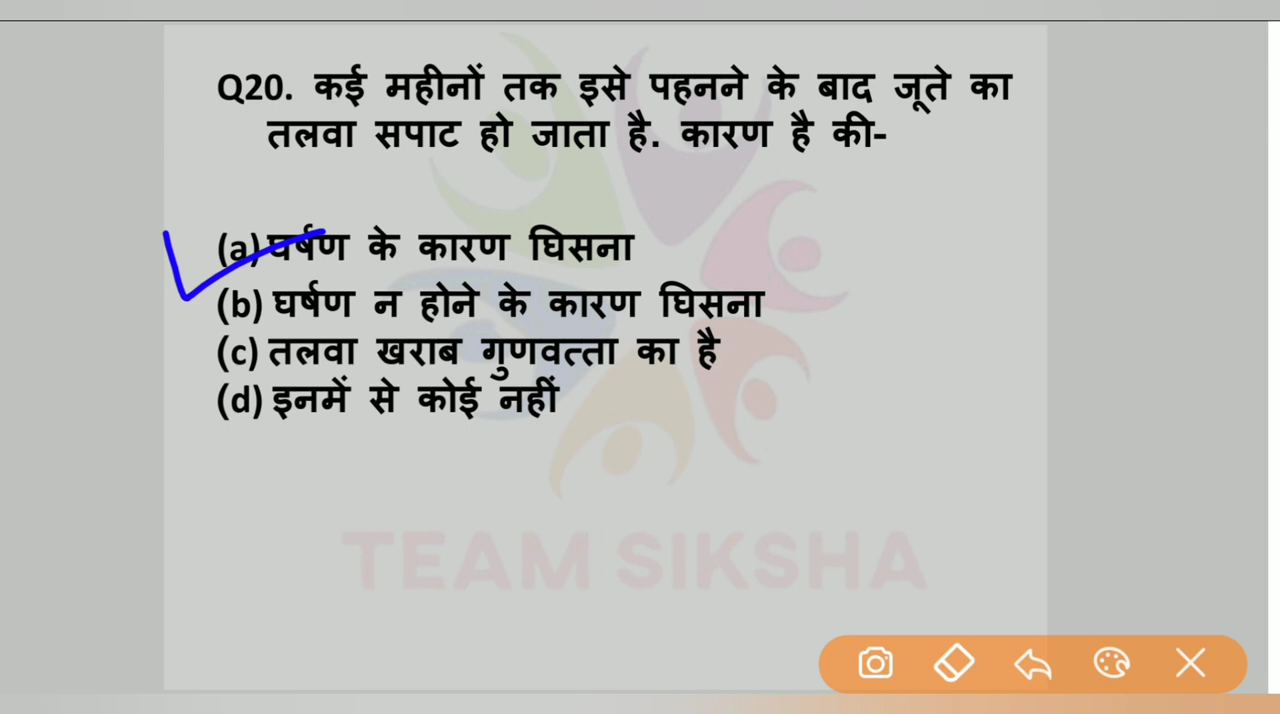 Q20. कई महीनों तक इसे पहनने के बाद जूते का
तलवा सपाट हो जाता है. कारण है की-
(a) घर्षण के कारण घिसना
(b) घर्षण न होने के कारण घिसना
(c) तलवा खराब गुणवत्ता का है
(d) इनमें से कोई नहीं
TEAM SIKSHA